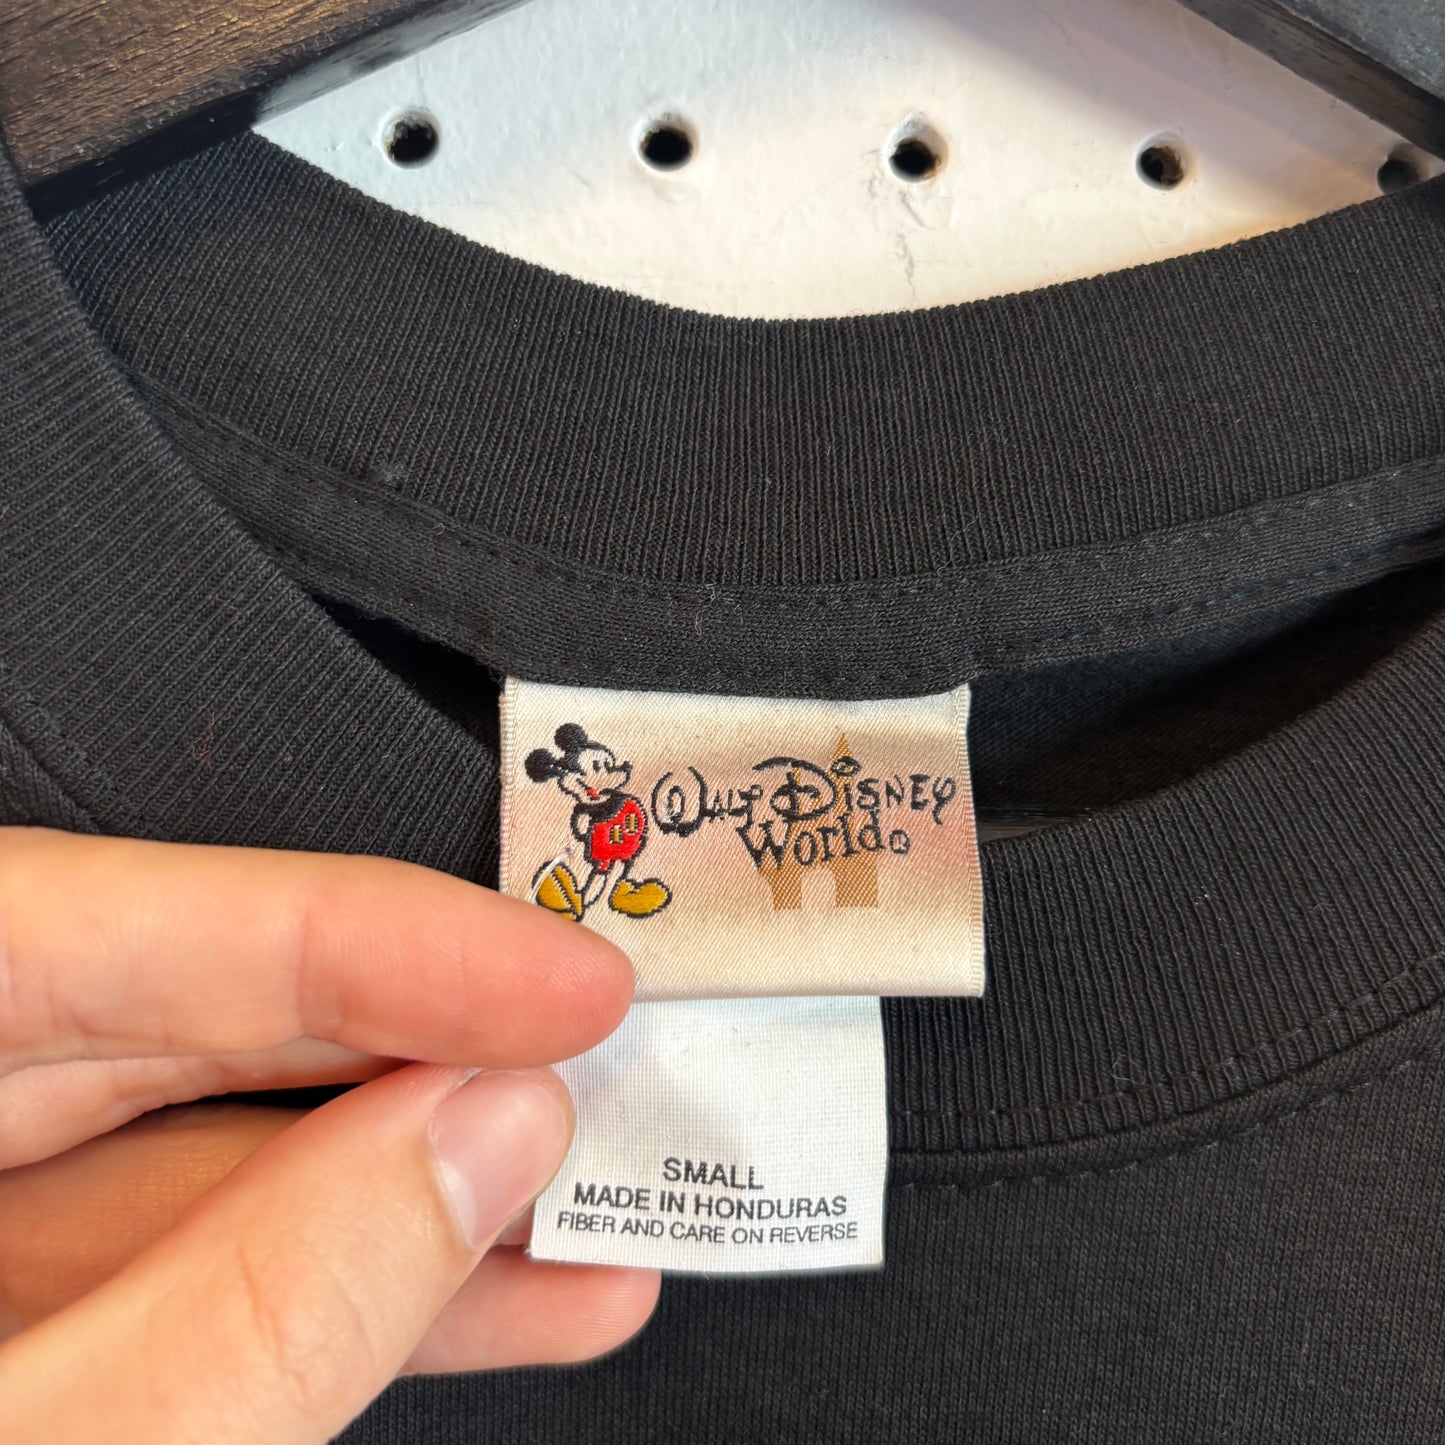 WALT DISNEY
World®
SMALL
MADE IN HONDURAS
FIBER AND CARE ON REVERSE